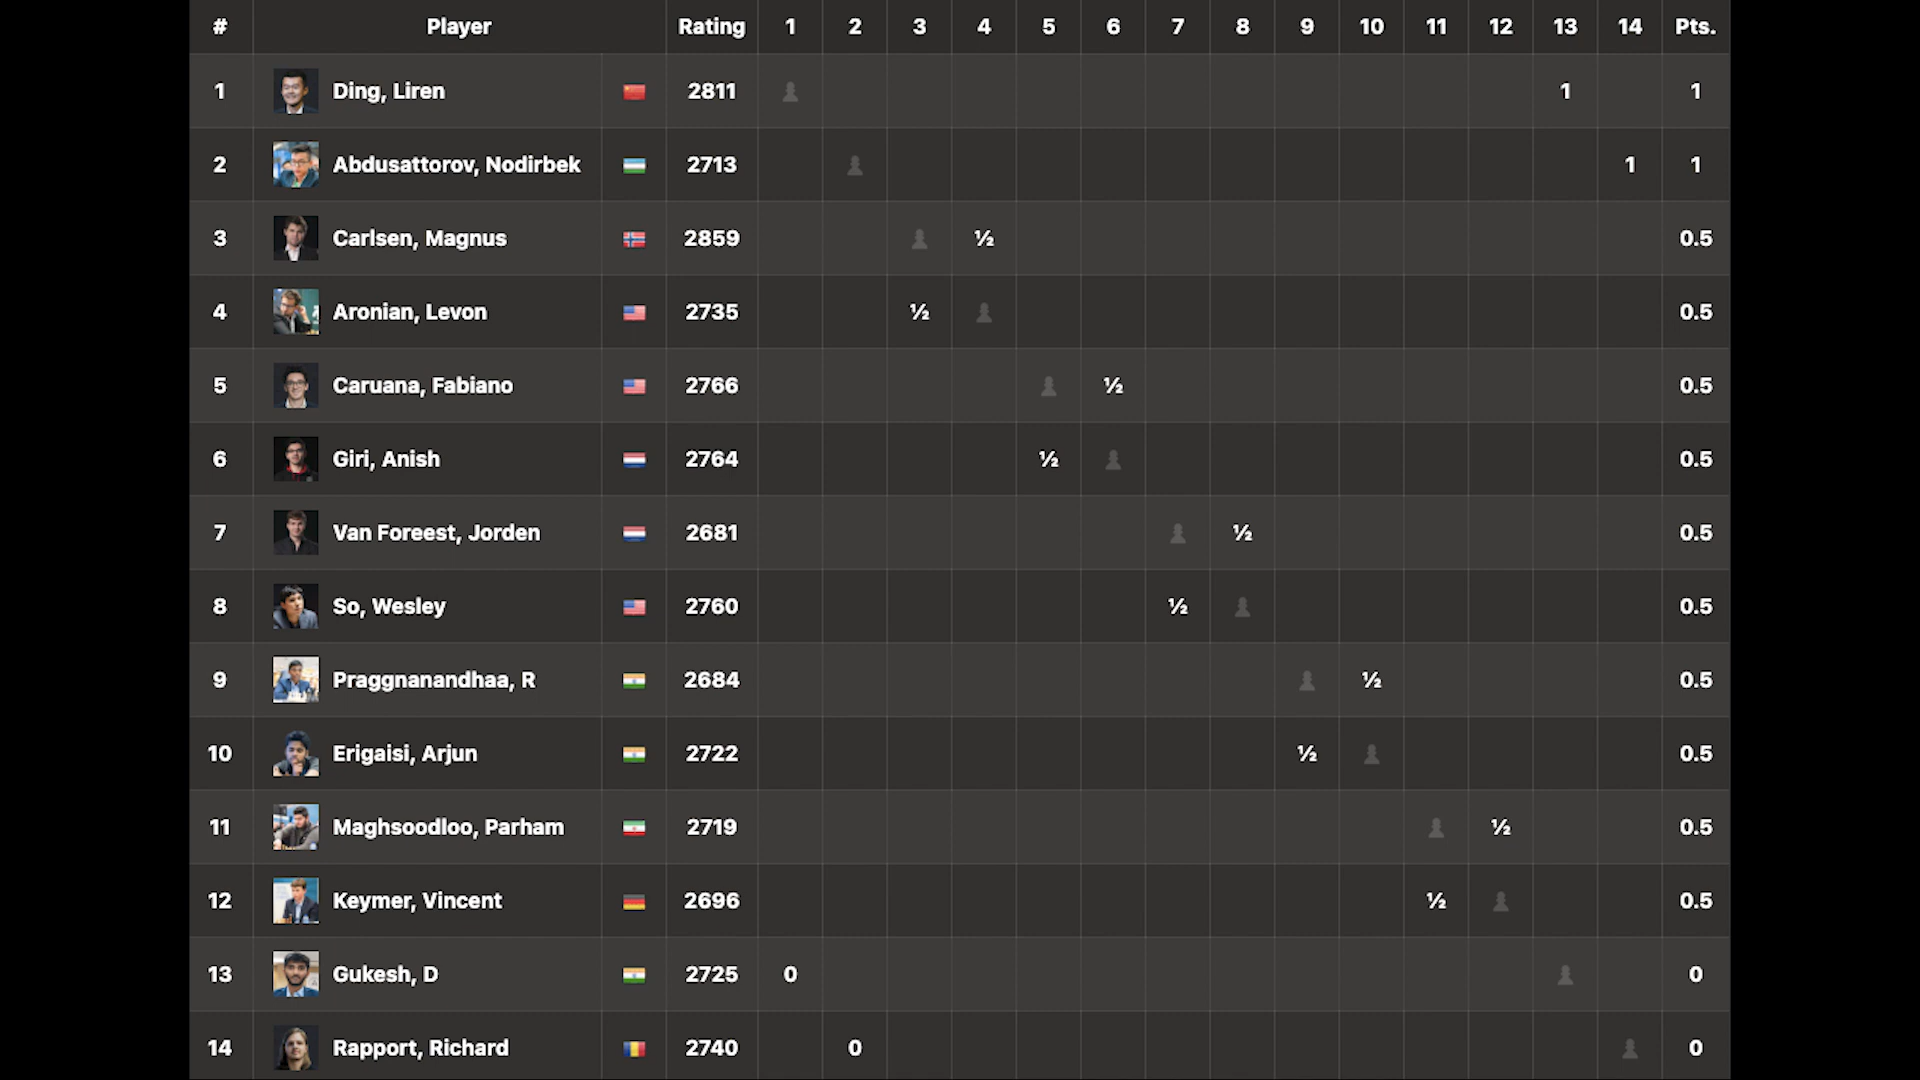 # Player Rating 1 2 3 4 5 6 7 8 9 10 11 12 13 14 Pts.
1 Ding, Liren 2811 1 1
2 Abdusattorov, Nodirbek 2713 1 1
3 Carlsen, Magnus 2859 ½ 0.5
4 Aronian, Levon 2735 ½ 0.5
5 Caruana, Fabiano 2766 ½ 0.5
6 Giri, Anish 2764 ½ 0.5
7 Van Foreest, Jorden 2681 ½ 0.5
8 So, Wesley 2760 ½ 0.5
9 Praggnanandhaa, R 2684 ½ 0.5
10 Erigaisi, Arjun 2722 ½ 0.5
11 Maghsoodloo, Parham 2719 ½ 0.5
12 Keymer, Vincent 2696 ½ 0.5
13 Gukesh, D 2725 0 0
14 Rapport, Richard 2740 0 0